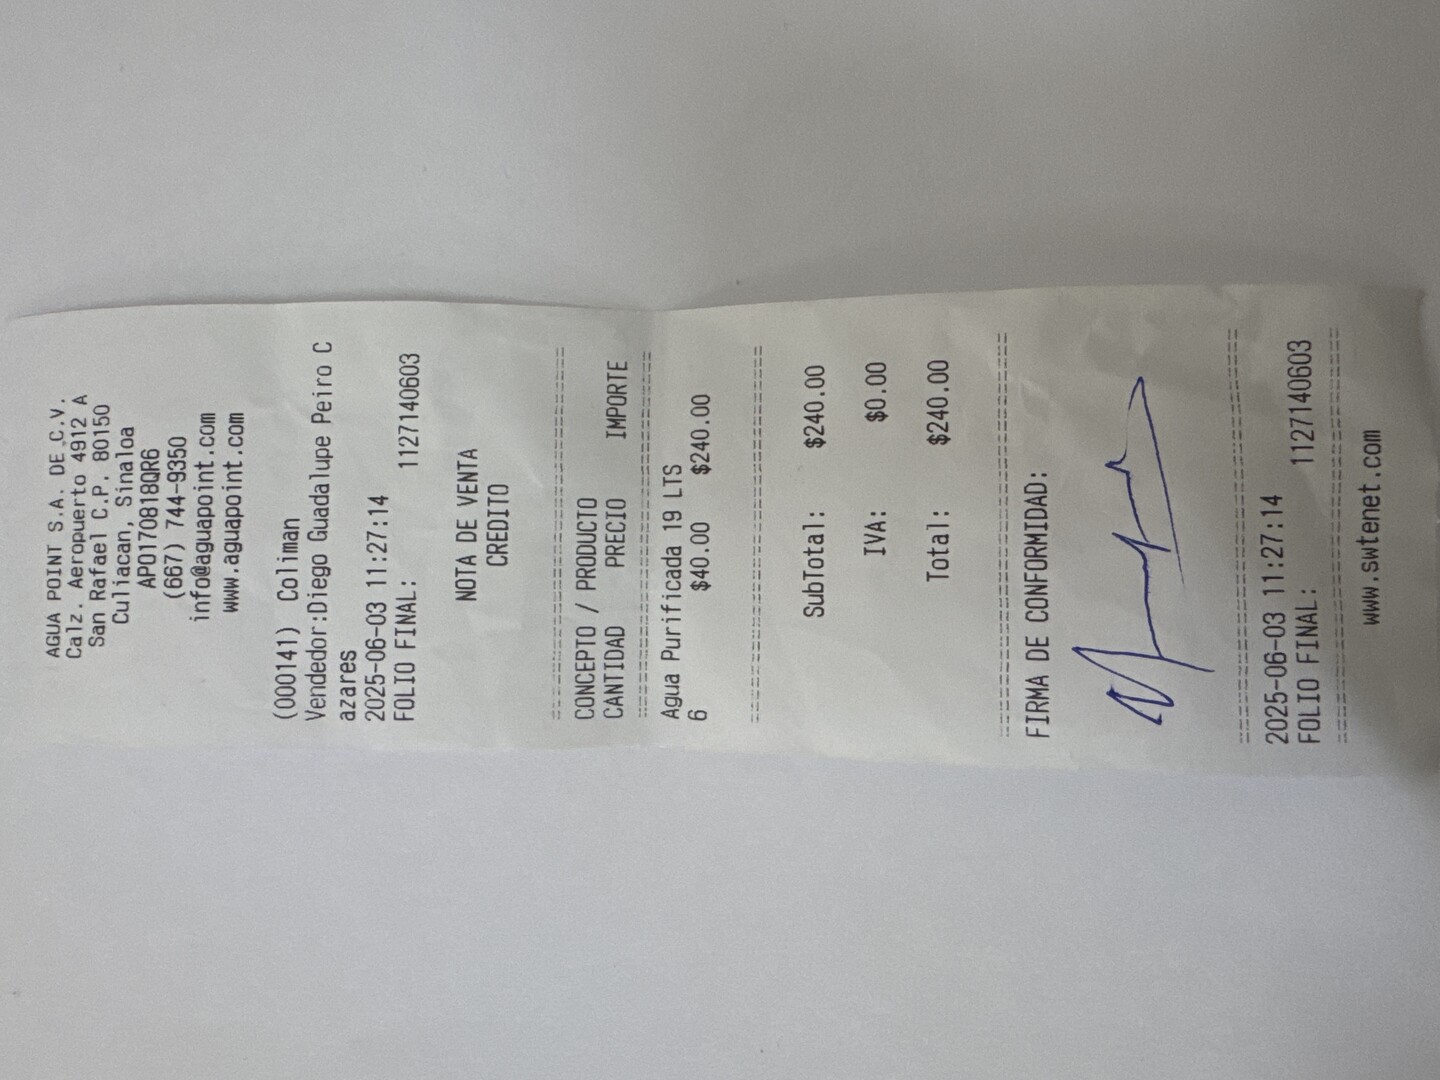 AGUA POINT S.A. DE C.V.
Calz. Aeropuerto 4912 A
San Rafael C.P. 80150
Culiacan, Sinaloa
APO170818QR6
(667) 744-9350
info@aguapoint.com
www.aguapoint.com
(000141) Coliman
Vendedor:Diego Guadalupe Peiro C
azares
2025-06-03 11:27:14
FOLIO FINAL: 1127140603
NOTA DE VENTA
CREDITO
================================
CONCEPTO / PRODUCTO
CANTIDAD PRECIO IMPORTE
================================
Agua Purificada 19 LTS
6 $40.00 $240.00
================================
SubTotal: $240.00
IVA: $0.00
Total: $240.00
================================
FIRMA DE CONFORMIDAD:
================================
2025-06-03 11:27:14
FOLIO FINAL: 1127140603
================================
www.swtenet.com